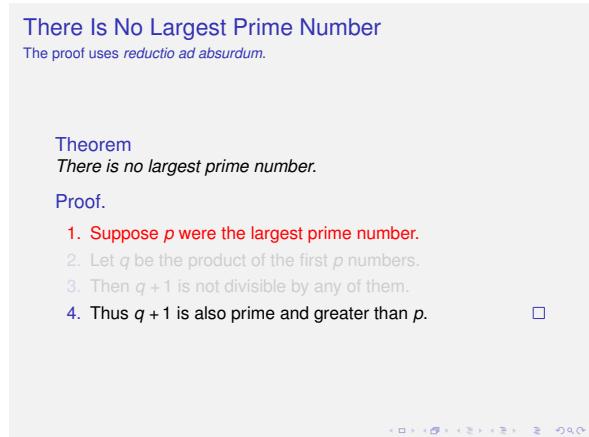 There Is No Largest Prime Number
The proof uses reductio ad absurdum.
Theorem
There is no largest prime number.
Proof.
1. Suppose p were the largest prime number.
2. Let q be the product of the first p numbers.
3. Then q + 1 is not divisible by any of them.
4. Thus q + 1 is also prime and greater than p.